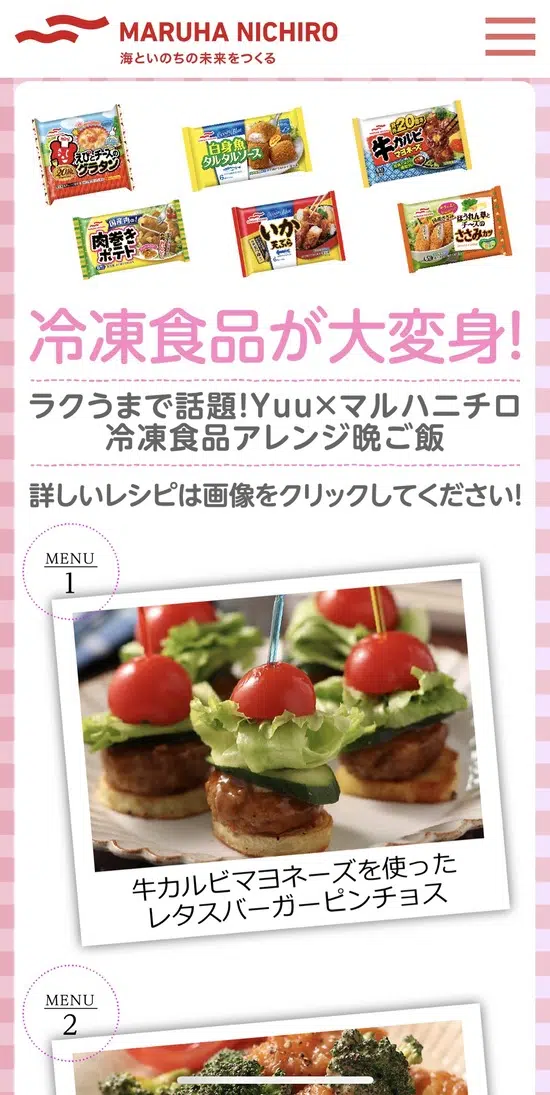 MARUHA NICHIRO
海といのちの未来をつくる
えびとチーズの
グラタン
白身魚
タルタルソース
20
牛カルビ
マヨネーズ
国産肉の!
肉巻き
ポテト
いか
天ぷら
ほうれん草と
チーズの
ささみカツ
冷凍食品が大変身!
ラクうまで話題!Yuu×マルハニチロ
冷凍食品アレンジ晩ご飯
詳しいレシピは画像をクリックしてください!
MENU
1
牛カルビマヨネーズを使った
レタスバーガーピンチョス
MENU
2